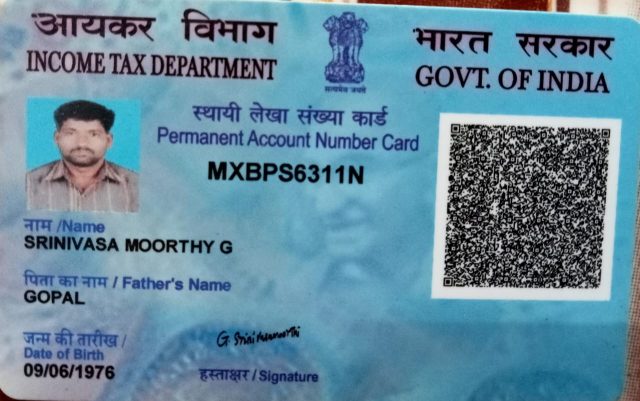 आयकर विभाग
INCOME TAX DEPARTMENT
सत्यमेव जयते
भारत सरकार
GOVT. OF INDIA
स्थायी लेखा संख्या कार्ड
Permanent Account Number Card
MXBPS6311N
नाम /Name
SRINIVASA MOORTHY G
पिता का नाम / Father's Name
GOPAL
जन्म की तारीख /
Date of Birth
09/06/1976
G. Srinivasamoorthi
हस्ताक्षर / Signature